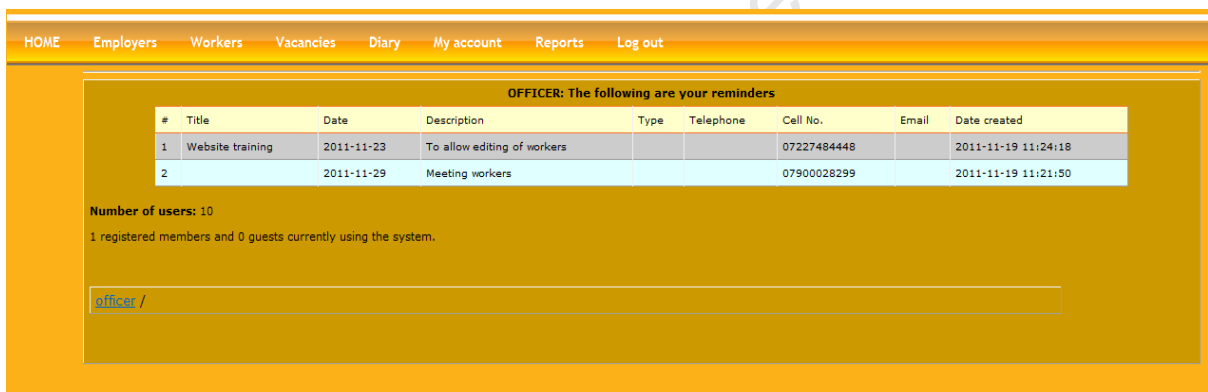 HOME Employers Workers Vacancies Diary My account Reports Log out
OFFICER: The following are your reminders
# Title Date Description Type Telephone Cell No. Email Date created
1 Website training 2011-11-23 To allow editing of workers 07227484448 2011-11-19 11:24:18
2 2011-11-29 Meeting workers 07900028299 2011-11-19 11:21:50
Number of users: 10
1 registered members and 0 guests currently using the system.
officer /